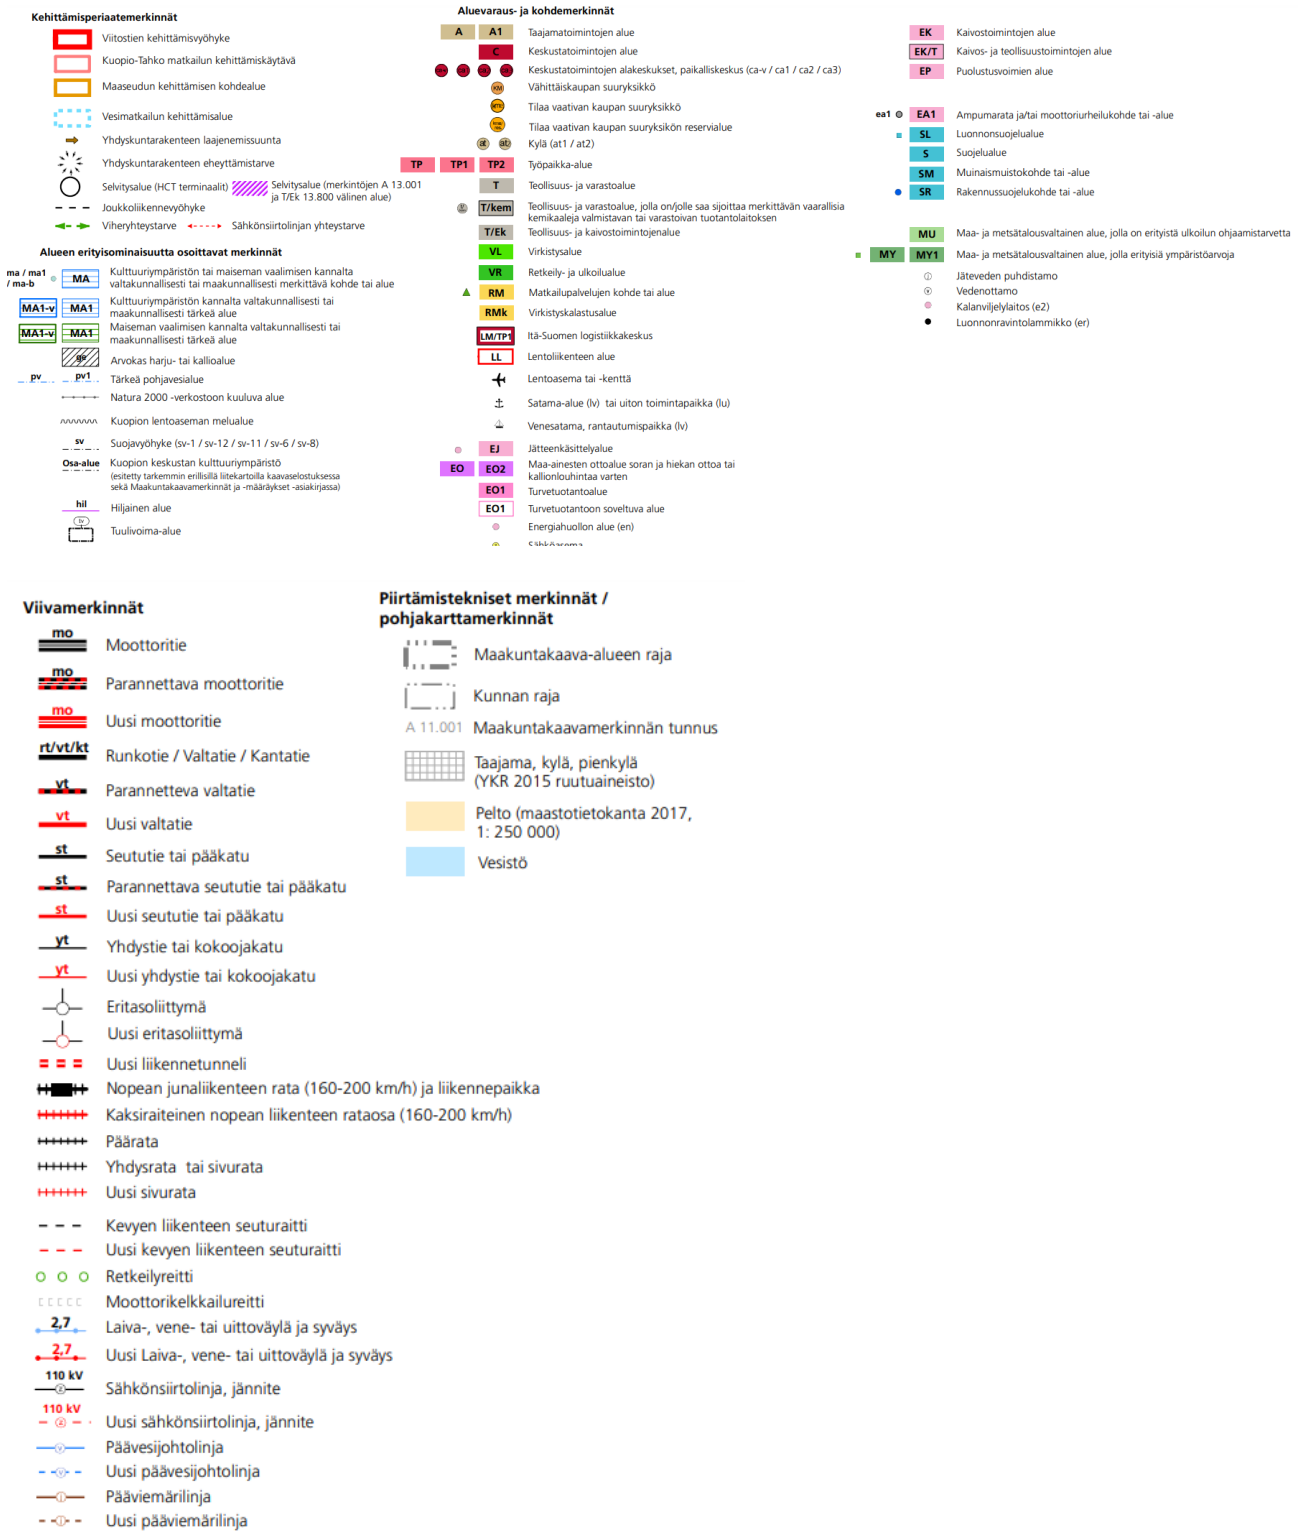 Kehittämisperiaatemerkinnät
Viitostien kehittämisvyöhyke
Kuopio-Tahko matkailun kehittämiskäytävä
Maaseudun kehittämisen kohdealue
Vesimatkailun kehittämisalue
Yhdyskuntarakenteen laajenemissuunta
Yhdyskuntarakenteen eheyttämistarve
Selvitysalue (HCT terminaalit)
Selvitysalue (merkintöjen A 13.001
ja T/Ek 13.800 välinen alue)
Joukkoliikennevyöhyke
Viheryhteystarve
Sähkönsiirtolinjan yhteystarve
Alueen erityisominaisuutta osoittavat merkinnät
ma / ma1
/ ma-b
MA
Kulttuuriympäristön tai maiseman vaalimisen kannalta
valtakunnallisesti tai maakunnallisesti merkittävä kohde tai alue
MA1-v MA1
Kulttuuriympäristön kannalta valtakunnallisesti tai
maakunnallisesti tärkeä alue
MA1-v MA1
Maiseman vaalimisen kannalta valtakunnallisesti tai
maakunnallisesti tärkeä alue
ge
Arvokas harju- tai kallioalue
pv pv1 Tärkeä pohjavesialue
Natura 2000 -verkostoon kuuluva alue
Kuopion lentoaseman melualue
sv Suojavyöhyke (sv-1 / sv-12 / sv-11 / sv-6 / sv-8)
Osa-alue Kuopion keskustan kulttuuriympäristö
(esitetty tarkemmin erillisillä liitekartoilla kaavaselostuksessa
sekä Maakuntakaavamerkinnät ja -määräykset -asiakirjassa)
hil Hiljainen alue
tv
Tuulivoima-alue
Aluevaraus- ja kohdemerkinnät
A A1 Taajamatoimintojen alue
C Keskustatoimintojen alue
Keskustatoimintojen alakeskukset, paikalliskeskus (ca-v / ca1 / ca2 / ca3)
KM Vähittäiskaupan suuryksikkö
Tilaa vaativan kaupan suuryksikkö
Tilaa vaativan kaupan suuryksikön reservialue
at at Kylä (at1 / at2)
TP TP1 TP2 Työpaikka-alue
T Teollisuus- ja varastoalue
T/kem Teollisuus- ja varastoalue, jolla on/jolle saa sijoittaa merkittävän vaarallisia
kemikaaleja valmistavan tai varastoivan tuotantolaitoksen
T/Ek Teollisuus- ja kaivostoimintojenalue
VL Virkistysalue
VR Retkeily- ja ulkoilualue
RM Matkailupalvelujen kohde tai alue
RMk Virkistyskalastusalue
LM/TP1 Itä-Suomen logistiikkakeskus
LL Lentoliikenteen alue
Lentoasema tai -kenttä
Satama-alue (lv) tai uiton toimintapaikka (lu)
Venesatama, rantautumispaikka (lv)
EJ Jätteenkäsittelyalue
EO EO2 Maa-ainesten ottoalue soran ja hiekan ottoa tai
kallionlouhintaa varten
EO1 Turvetuotantoalue
EO1 Turvetuotantoon soveltuva alue
Energiahuollon alue (en)
Sähköasema
EK Kaivostoimintojen alue
EK/T Kaivos- ja teollisuustoimintojen alue
EP Puolustusvoimien alue
ea1 EA1 Ampumarata ja/tai moottoriurheilukohde tai -alue
SL Luonnonsuojelualue
S Suojelualue
SM Muinaismuistokohde tai -alue
SR Rakennussuojelukohde tai -alue
MU Maa- ja metsätalousvaltainen alue, jolla on erityistä ulkoilun ohjaamistarvetta
MY MY1 Maa- ja metsätalousvaltainen alue, jolla erityisiä ympäristöarvoja
Jäteveden puhdistamo
Vedenottamo
Kalanviljelylaitos (e2)
Luonnonravintolammikko (er)
Viivamerkinnät
mo Moottoritie
mo Parannettava moottoritie
mo Uusi moottoritie
rt/vt/kt Runkotie / Valtatie / Kantatie
vt Parannetteva valtatie
vt Uusi valtatie
st Seututie tai pääkatu
st Parannettava seututie tai pääkatu
st Uusi seututie tai pääkatu
yt Yhdystie tai kokoojakatu
yt Uusi yhdystie tai kokoojakatu
Eritasoliittymä
Uusi eritasoliittymä
Uusi liikennetunneli
Nopean junaliikenteen rata (160-200 km/h) ja liikennepaikka
Kaksiraiteinen nopean liikenteen rataosa (160-200 km/h)
Päärata
Yhdysrata tai sivurata
Uusi sivurata
Kevyen liikenteen seuturaitti
Uusi kevyen liikenteen seuturaitti
Retkeilyreitti
Moottorikelkkailureitti
2,7 Laiva-, vene- tai uittoväylä ja syväys
2,7 Uusi Laiva-, vene- tai uittoväylä ja syväys
110 kV
z Sähkönsiirtolinja, jännite
110 kV
z Uusi sähkönsiirtolinja, jännite
v Päävesijohtolinja
v Uusi päävesijohtolinja
j Pääviemärilinja
j Uusi pääviemärilinja
Piirtämistekniset merkinnät /
pohjakarttamerkinnät
Maakuntakaava-alueen raja
Kunnan raja
A 11.001 Maakuntakaavamerkinnän tunnus
Taajama, kylä, pienkylä
(YKR 2015 ruutuaineisto)
Pelto (maastotietokanta 2017,
1: 250 000)
Vesistö